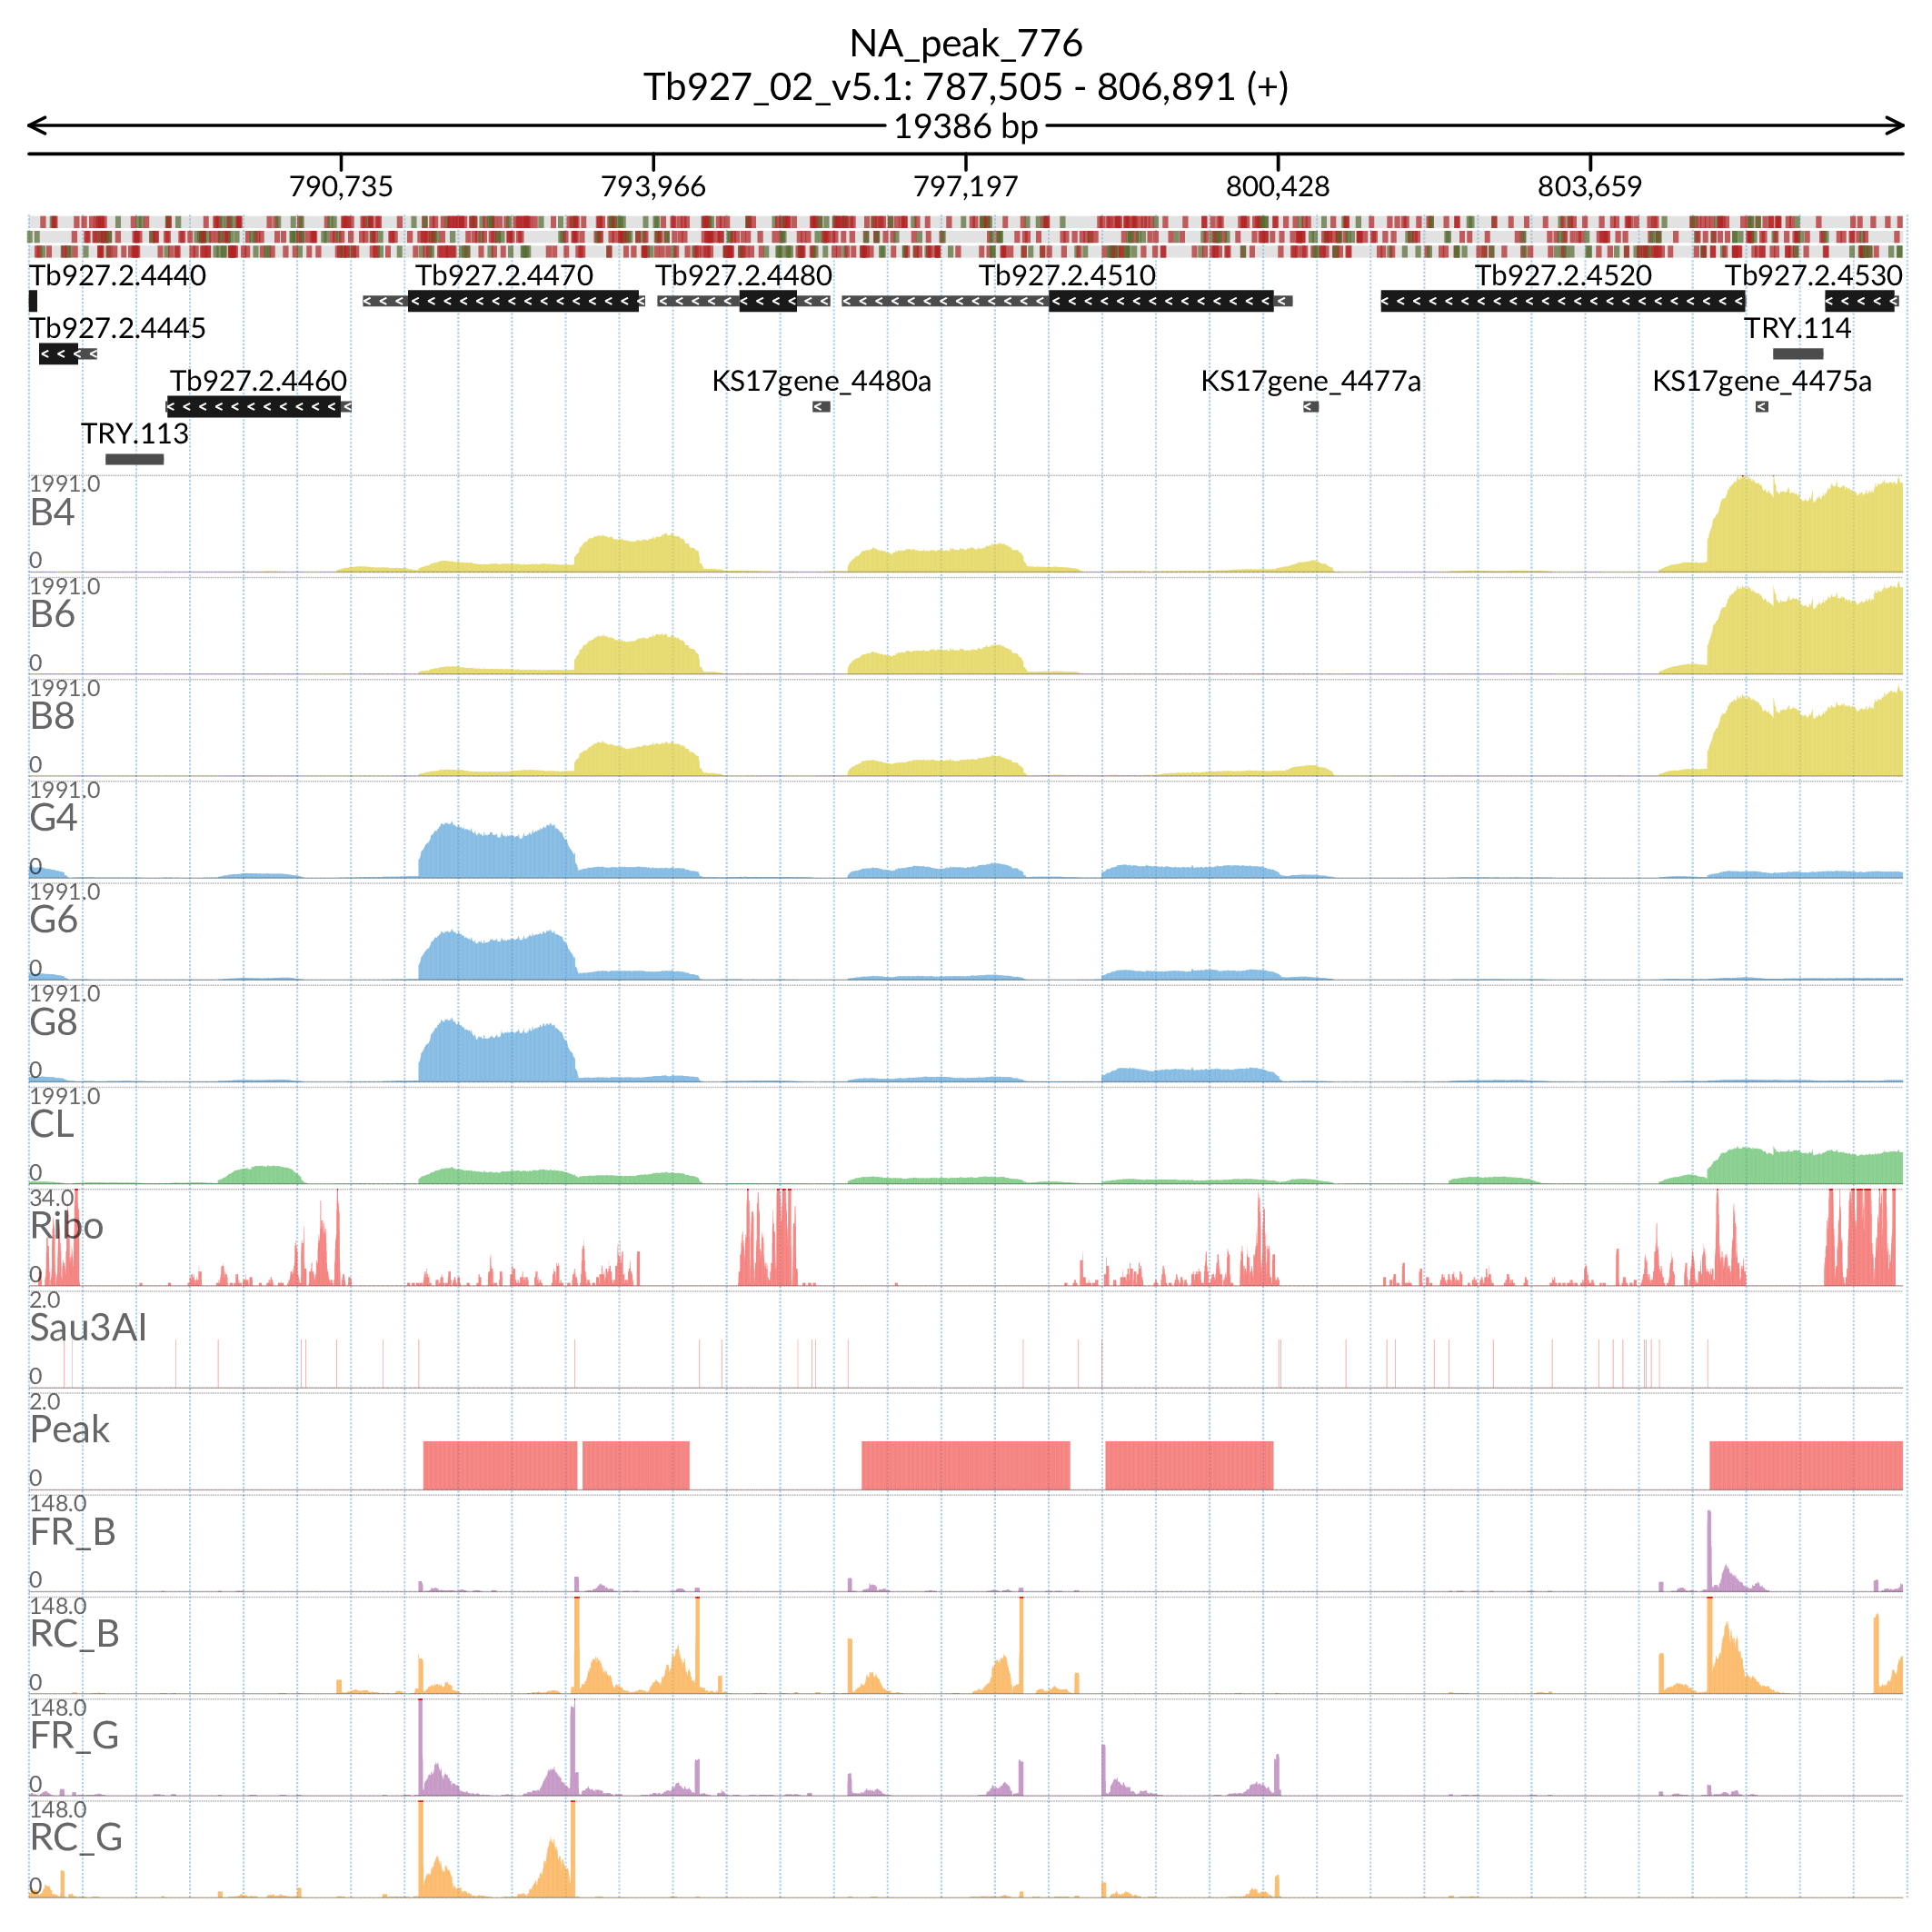 NA_peak_776
Tb927_02_v5.1: 787,505 - 806,891 (+)
19386 bp
790,735 793,966 797,197 800,428 803,659
Tb927.2.4440 Tb927.2.4470 Tb927.2.4480 Tb927.2.4510 Tb927.2.4520 Tb927.2.4530
Tb927.2.4445 TRY.114
Tb927.2.4460 KS17gene_4480a KS17gene_4477a KS17gene_4475a
TRY.113
1991.0
B4
0
1991.0
B6
0
1991.0
B8
0
1991.0
G4
0
1991.0
G6
0
1991.0
G8
0
1991.0
CL
0
34.0
Ribo
0
2.0
Sau3AI
0
2.0
Peak
0
148.0
FR_B
0
148.0
RC_B
0
148.0
FR_G
0
148.0
RC_G
0